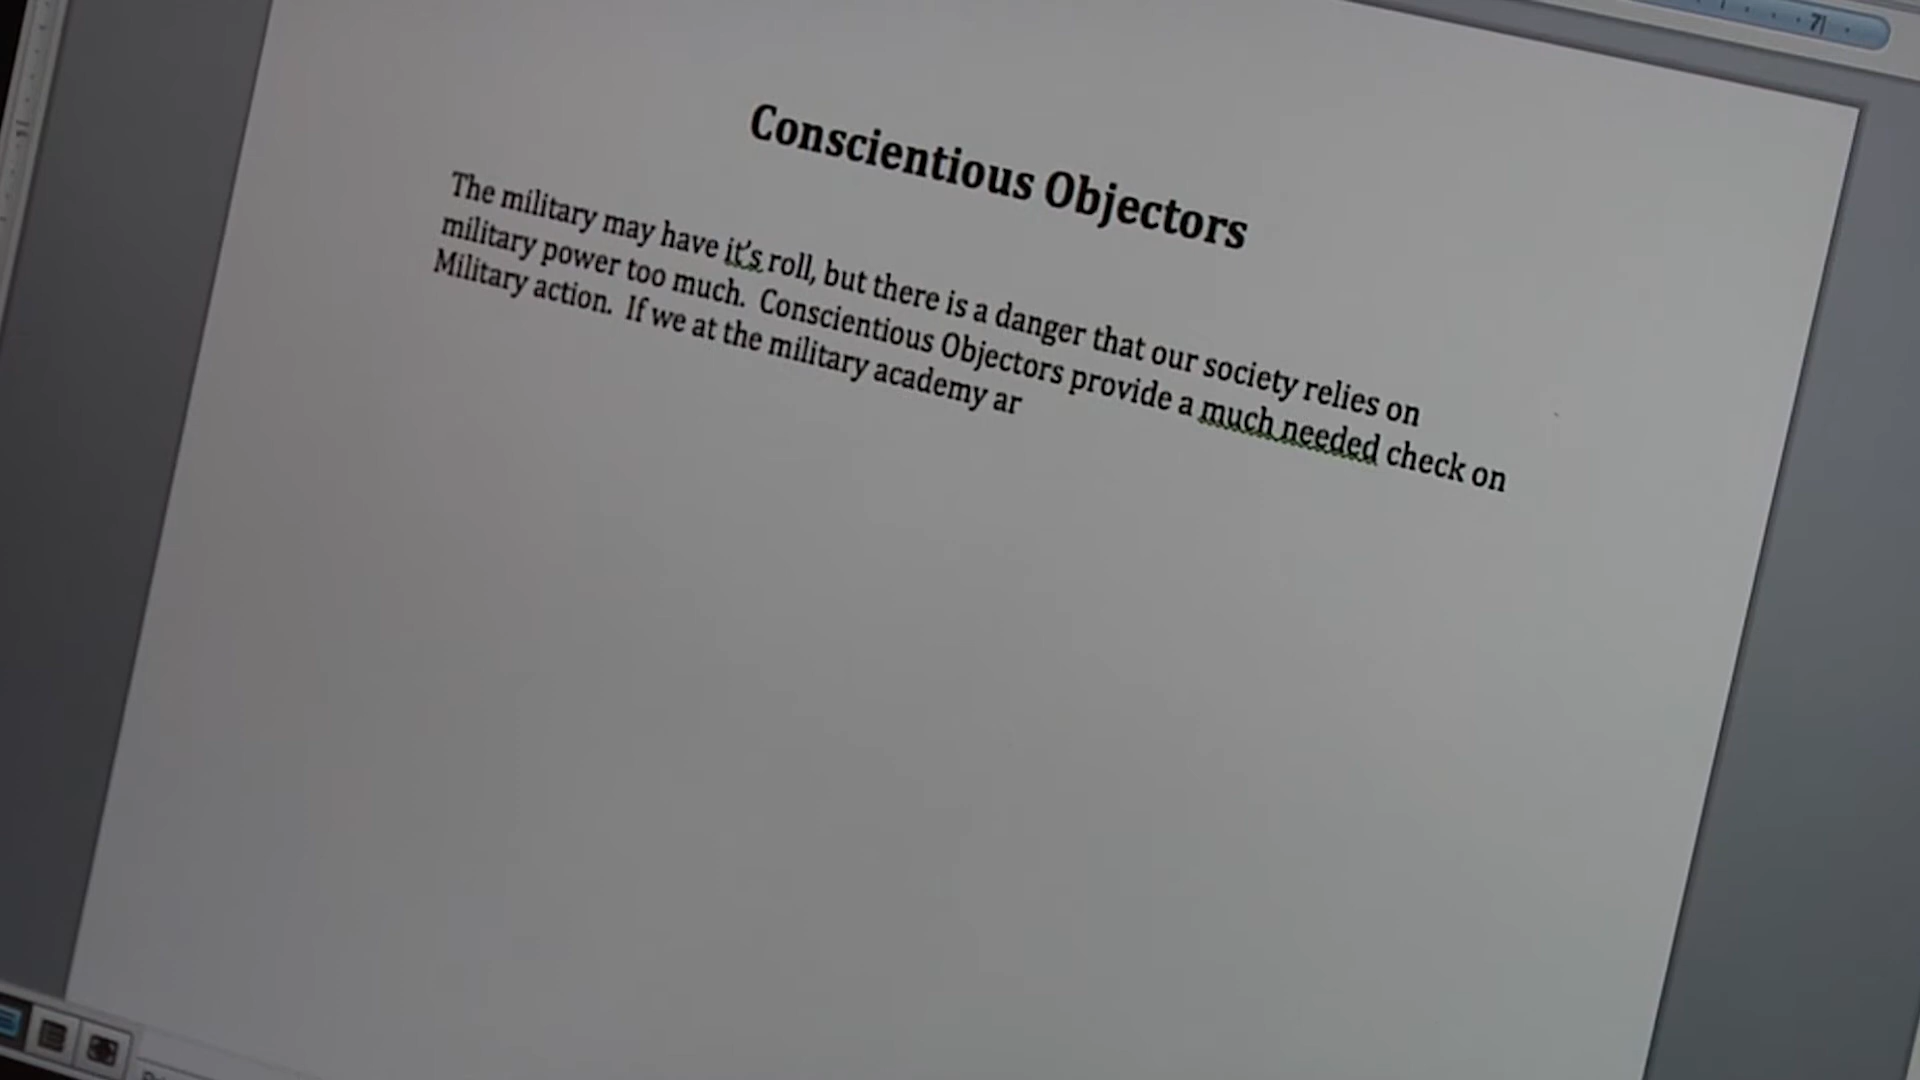 7
Conscientious Objectors
The military may have it's roll, but there is a danger that our society relies on
military power too much.  Conscientious Objectors provide a much needed check on
Military action.  If we at the military academy ar